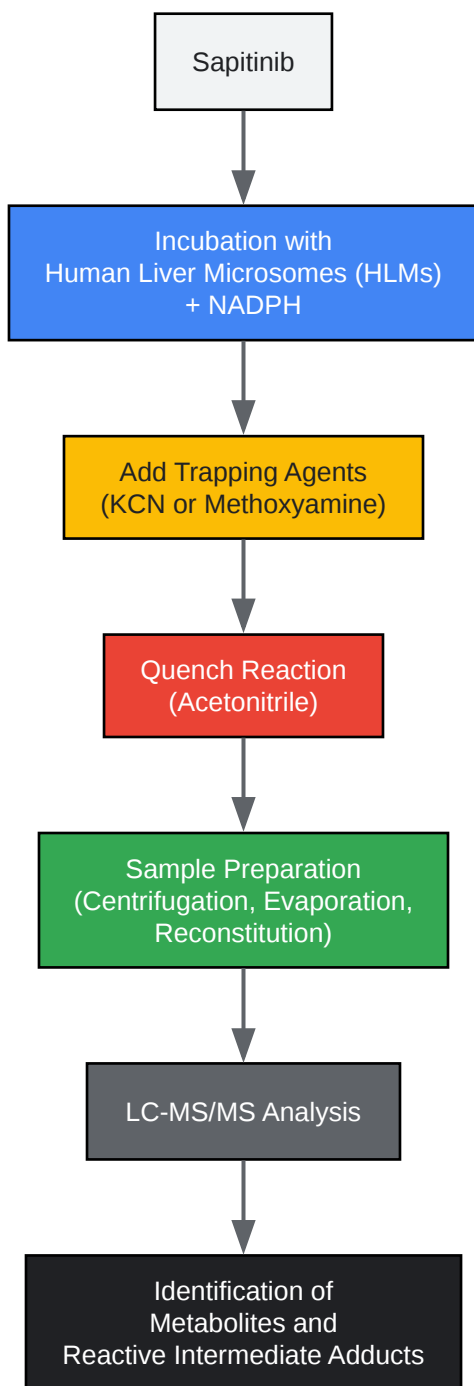 Sapitinib
Incubation with
Human Liver Microsomes (HLMs)
+ NADPH
Add Trapping Agents
(KCN or Methoxyamine)
Quench Reaction
(Acetonitrile)
Sample Preparation
(Centrifugation, Evaporation,
Reconstitution)
LC-MS/MS Analysis
Identification of
Metabolites and
Reactive Intermediate Adducts